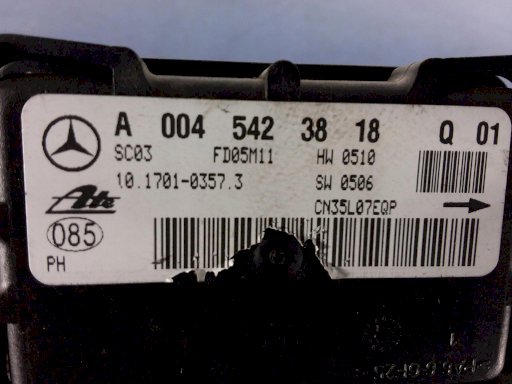 A 004 542 38 18 Q 01
SC03 FD05M11 HW 0510
10.1701-0357.3 SW 0506
Ate CN35L07EQP
085
PH